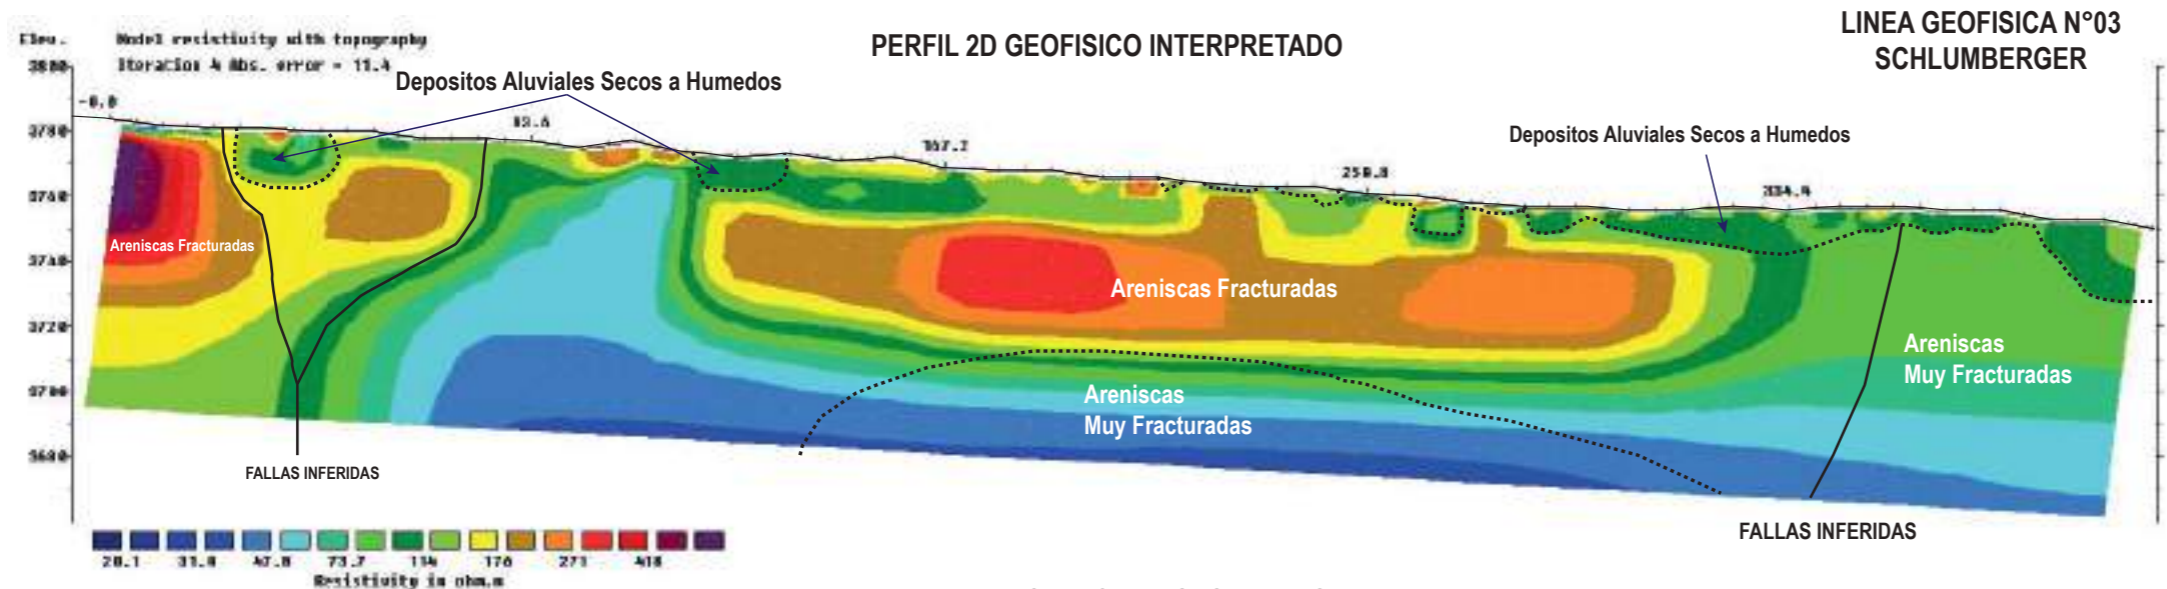 LINEA GEOFISICA N°03
SCHLUMBERGER
PERFIL 2D GEOFISICO INTERPRETADO
Elev.
Model resistivity with topography
Iteration 4 Abs. error = 11.4
3800
Depositos Aluviales Secos a Humedos
-0.0
83.6
3780
Depositos Aluviales Secos a Humedos
167.2
250.8
334.4
3760
Areniscas Fracturadas
3740
Areniscas Fracturadas
3720
Areniscas
Muy Fracturadas
3700
Areniscas
Muy Fracturadas
3680
FALLAS INFERIDAS
FALLAS INFERIDAS
20.1 31.0 47.8 73.7 114 176 271 418
Resistivity in ohm.m